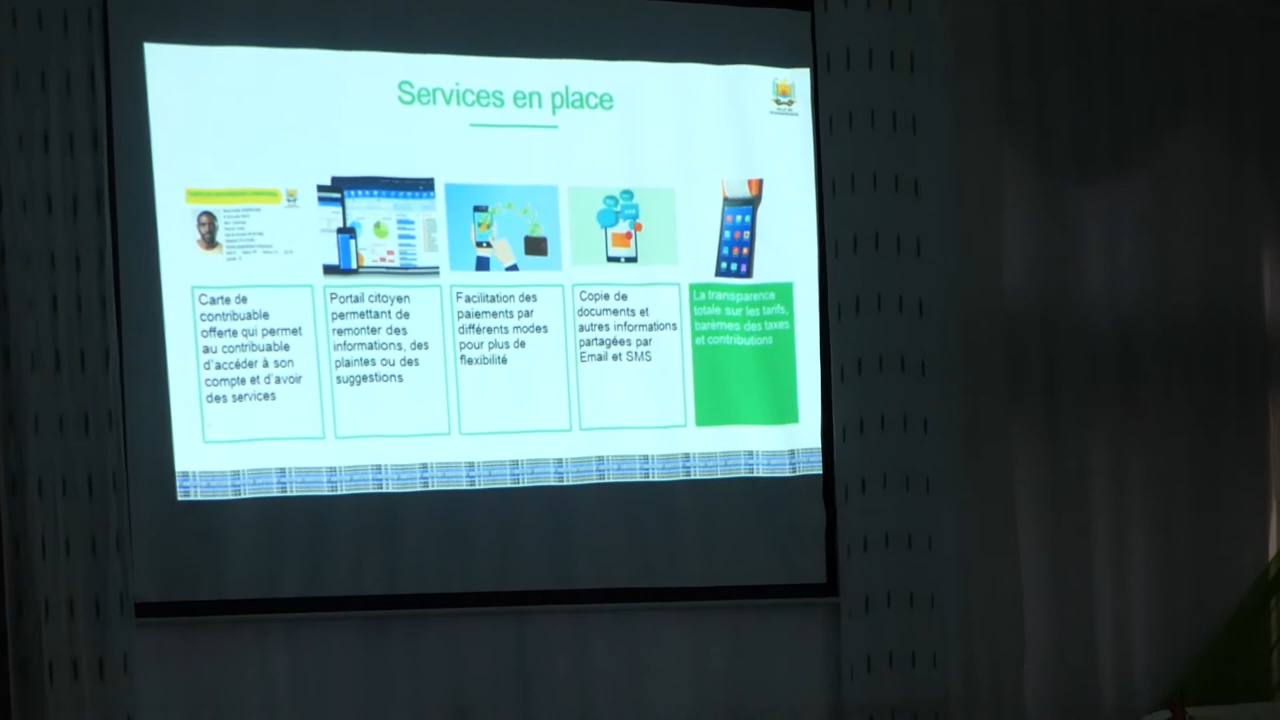 Services en place
Carte de
contribuable
offerte qui permet
au contribuable
d'accéder à son
compte et d'avoir
des services
Portail citoyen
permettant de
remonter des
informations, des
plaintes ou des
suggestions
Facilitation des
paiements par
différents modes
pour plus de
flexibilité
Copie de
documents et
autres informations
partagées par
Email et SMS
La transparence
totale sur les tarifs,
barèmes des taxes
et contributions